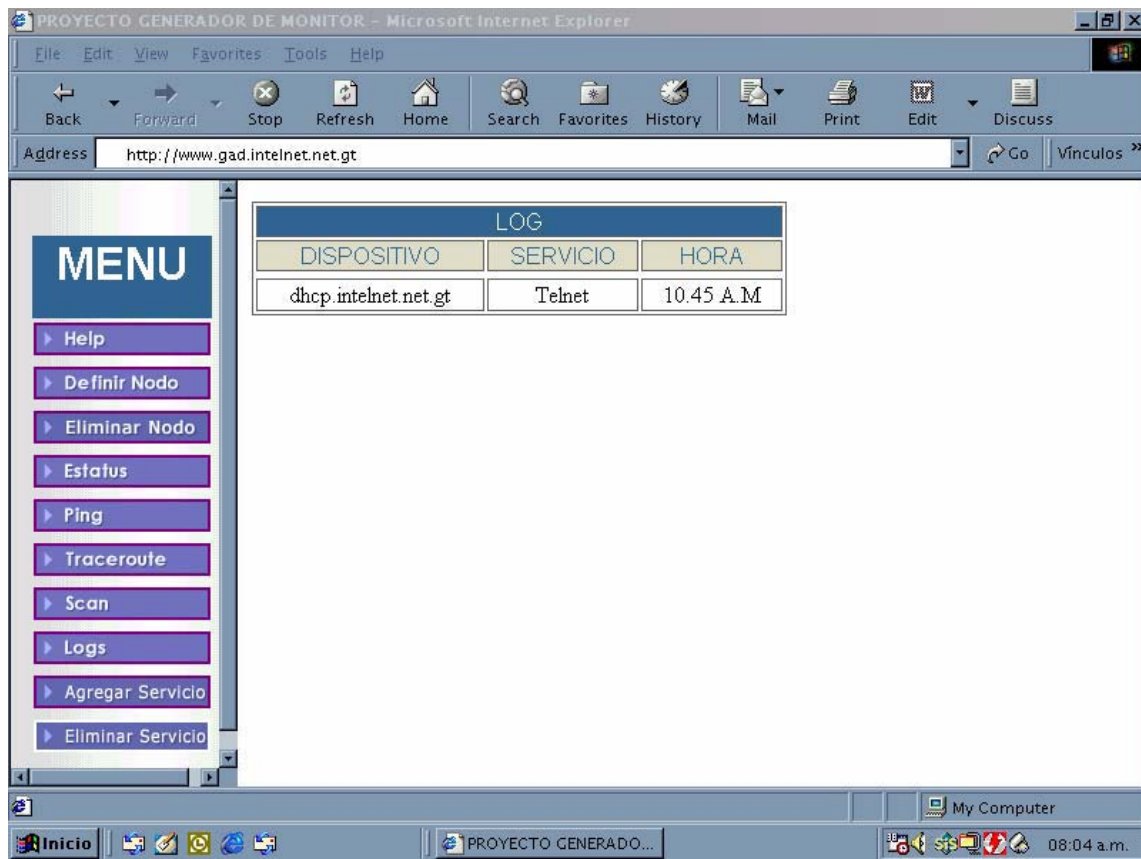 PROYECTO GENERADOR DE MONITOR - Microsoft Internet Explorer
File Edit View Favorites Tools Help
Back Forward Stop Refresh Home Search Favorites History Mail Print Edit Discuss
Address http://www.gad.intelnet.net.gt Go Vínculos »
MENU
Help
Definir Nodo
Eliminar Nodo
Estatus
Ping
Traceroute
Scan
Logs
Agregar Servicio
Eliminar Servicio
LOG
DISPOSITIVO SERVICIO HORA
dhcp.intelnet.net.gt Telnet 10.45 A.M
My Computer
Inicio PROYECTO GENERADO... 08:04 a.m.